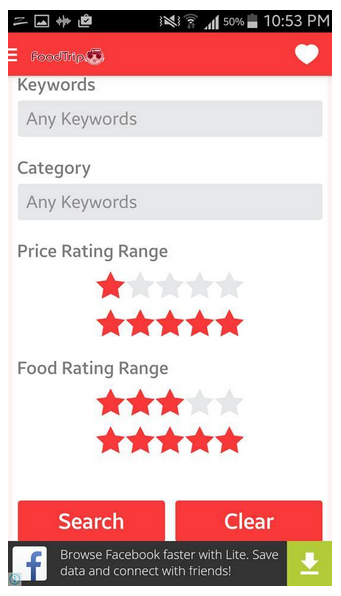 50% 10:53 PM
FoodTrip
Keywords
Any Keywords
Category
Any Keywords
Price Rating Range
Food Rating Range
Search Clear
f Browse Facebook faster with Lite. Save
data and connect with friends!